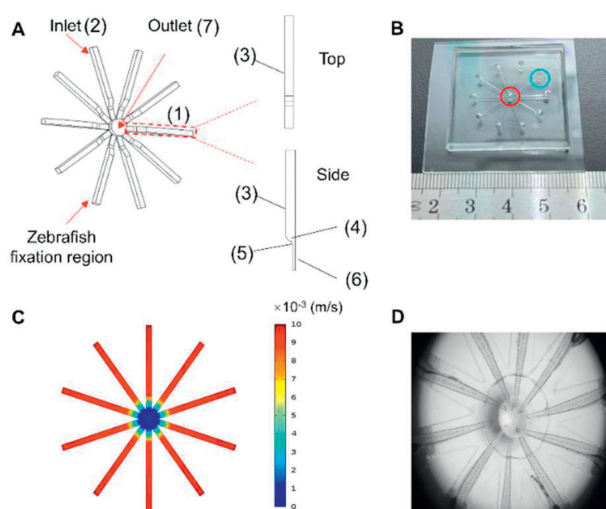 A
Inlet (2)
Outlet (7)
(1)
Zebrafish
fixation region
(3)
Top
(3)
Side
(4)
(5)
(6)
B
2 3 4 5 6
C
×10⁻³ (m/s)
10
9
8
7
6
5
4
3
2
1
0
D